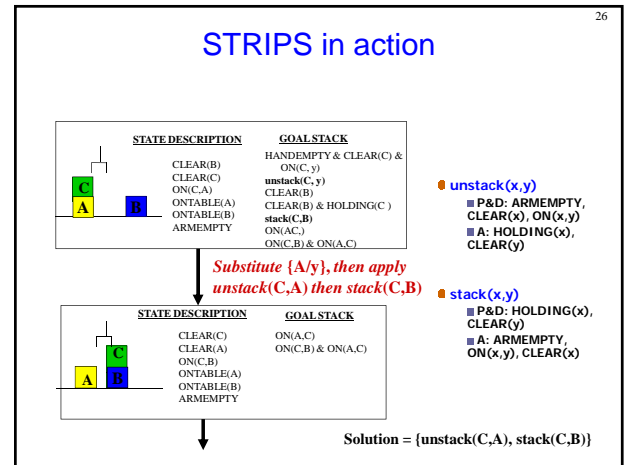 26
STRIPS in action
STATE DESCRIPTION
CLEAR(B)
CLEAR(C)
ON(C,A)
ONTABLE(A)
ONTABLE(B)
ARMEMPTY
GOAL STACK
HANDEMPTY & CLEAR(C) &
ON(C, y)
unstack(C, y)
CLEAR(B)
CLEAR(B) & HOLDING(C )
stack(C,B)
ON(AC,)
ON(C,B) & ON(A,C)
C
A
B
Substitute {A/y}, then apply
unstack(C,A) then stack(C,B)
STATE DESCRIPTION
CLEAR(C)
CLEAR(A)
ON(C,B)
ONTABLE(A)
ONTABLE(B)
ARMEMPTY
GOAL STACK
ON(A,C)
ON(C,B) & ON(A,C)
C
A B
unstack(x,y)
P&D: ARMEMPTY,
CLEAR(x), ON(x,y)
A: HOLDING(x),
CLEAR(y)
stack(x,y)
P&D: HOLDING(x),
CLEAR(y)
A: ARMEMPTY,
ON(x,y), CLEAR(x)
Solution = {unstack(C,A), stack(C,B)}